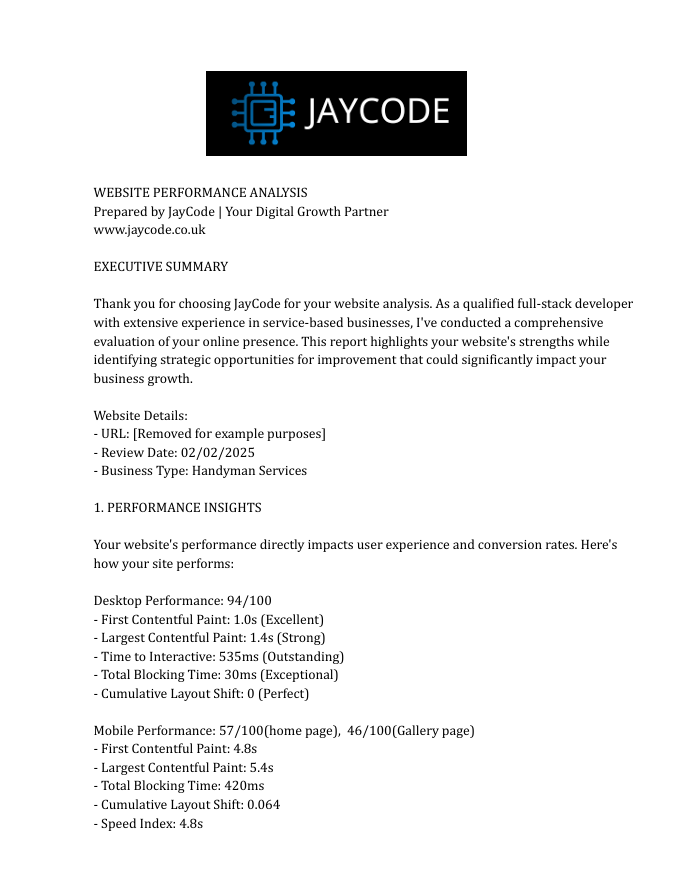 JAYCODE
WEBSITE PERFORMANCE ANALYSIS
Prepared by JayCode | Your Digital Growth Partner
www.jaycode.co.uk
EXECUTIVE SUMMARY
Thank you for choosing JayCode for your website analysis. As a qualified full-stack developer
with extensive experience in service-based businesses, I've conducted a comprehensive
evaluation of your online presence. This report highlights your website's strengths while
identifying strategic opportunities for improvement that could significantly impact your
business growth.
Website Details:
- URL: [Removed for example purposes]
- Review Date: 02/02/2025
- Business Type: Handyman Services
1. PERFORMANCE INSIGHTS
Your website's performance directly impacts user experience and conversion rates. Here's
how your site performs:
Desktop Performance: 94/100
- First Contentful Paint: 1.0s (Excellent)
- Largest Contentful Paint: 1.4s (Strong)
- Time to Interactive: 535ms (Outstanding)
- Total Blocking Time: 30ms (Exceptional)
- Cumulative Layout Shift: 0 (Perfect)
Mobile Performance: 57/100(home page),  46/100(Gallery page)
- First Contentful Paint: 4.8s
- Largest Contentful Paint: 5.4s
- Total Blocking Time: 420ms
- Cumulative Layout Shift: 0.064
- Speed Index: 4.8s